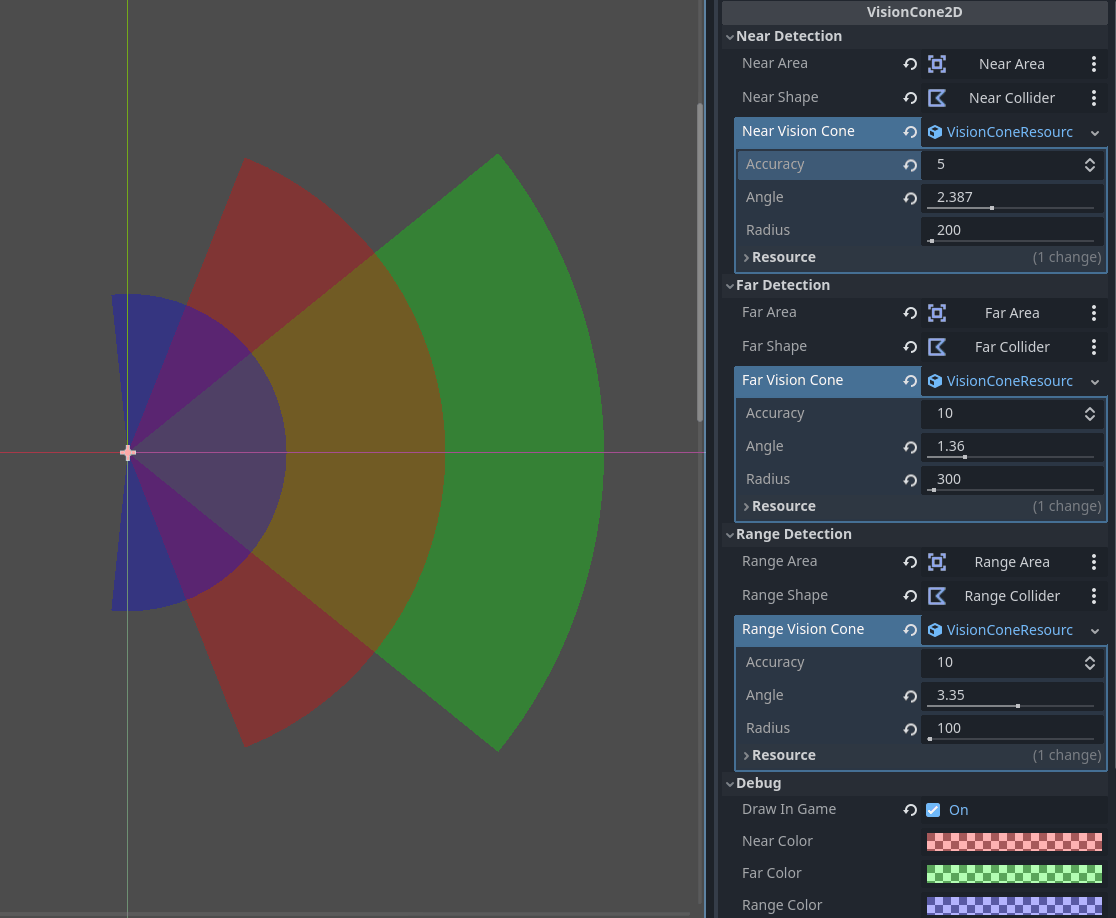 VisionCone2D
Near Detection
Near Area Near Area
Near Shape Near Collider
Near Vision Cone VisionConeResourc
Accuracy 5
Angle 2.387
Radius 200
Resource (1 change)
Far Detection
Far Area Far Area
Far Shape Far Collider
Far Vision Cone VisionConeResourc
Accuracy 10
Angle 1.36
Radius 300
Resource (1 change)
Range Detection
Range Area Range Area
Range Shape Range Collider
Range Vision Cone VisionConeResourc
Accuracy 10
Angle 3.35
Radius 100
Resource (1 change)
Debug
Draw In Game On
Near Color
Far Color
Range Color